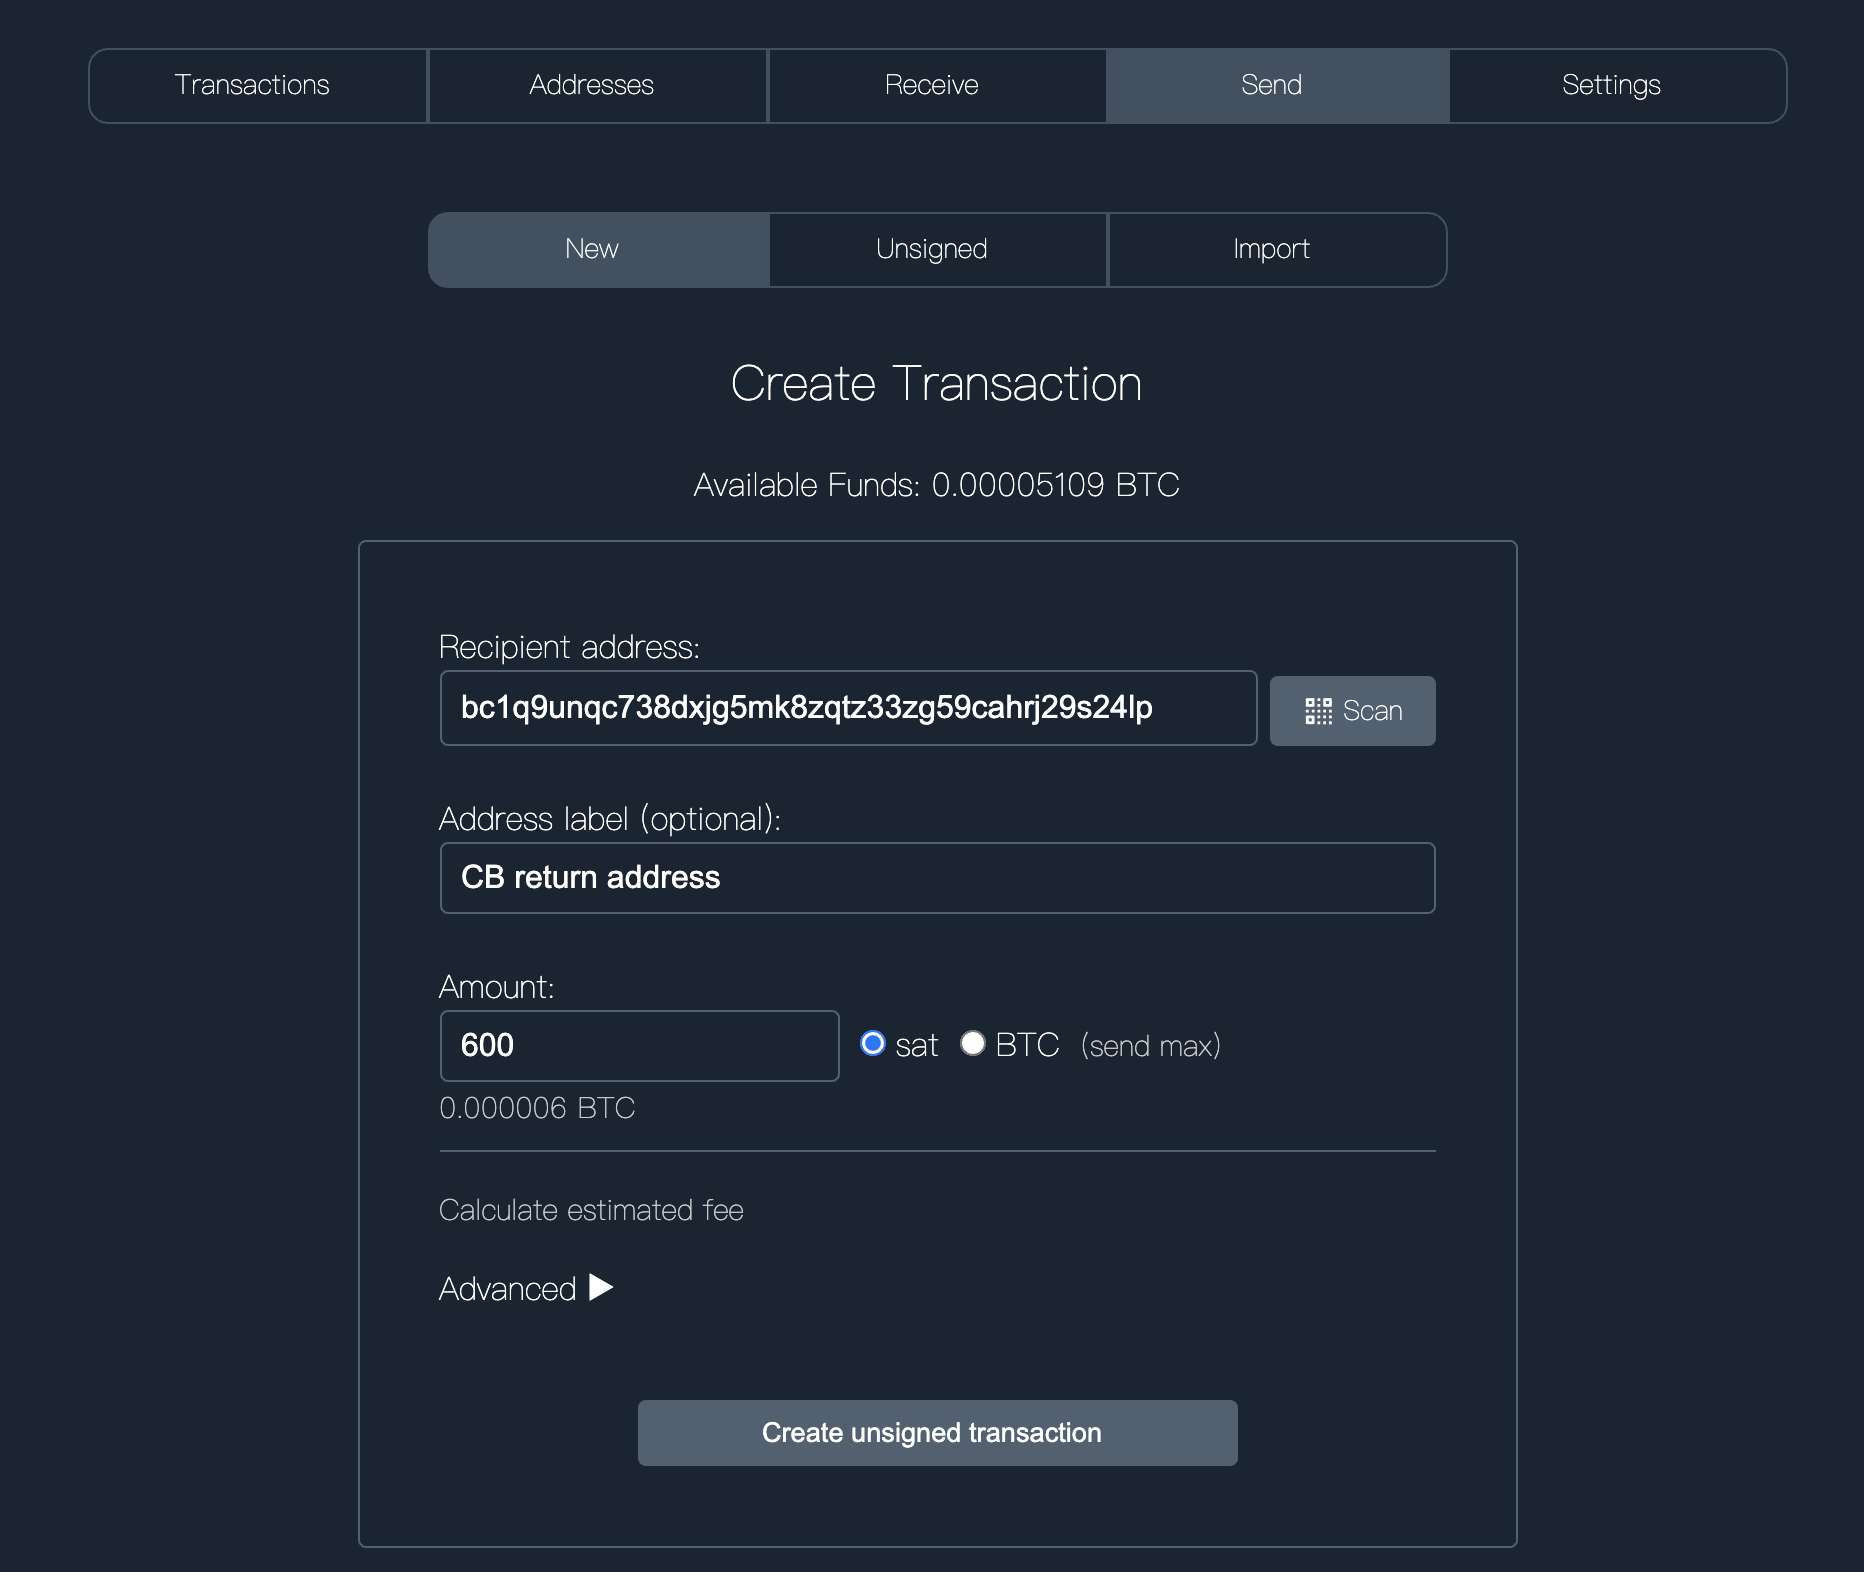 Transactions Addresses Receive Send Settings
New Unsigned Import
Create Transaction
Available Funds: 0.00005109 BTC
Recipient address:
bc1q9unqc738dxjg5mk8zqtz33zg59cahrj29s24lp Scan
Address label (optional):
CB return address
Amount:
600 sat BTC (send max)
0.000006 BTC
Calculate estimated fee
Advanced ▶
Create unsigned transaction